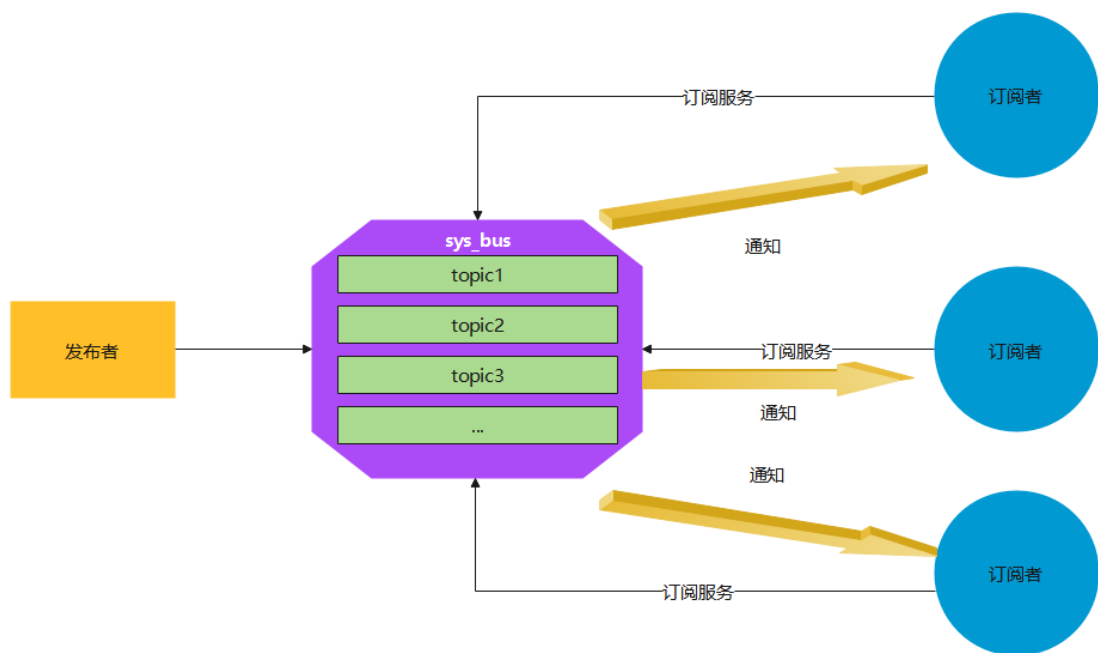 订阅服务
订阅者
通知
sys_bus
topic1
topic2
topic3
...
发布者
订阅服务
订阅者
通知
通知
订阅服务
订阅者